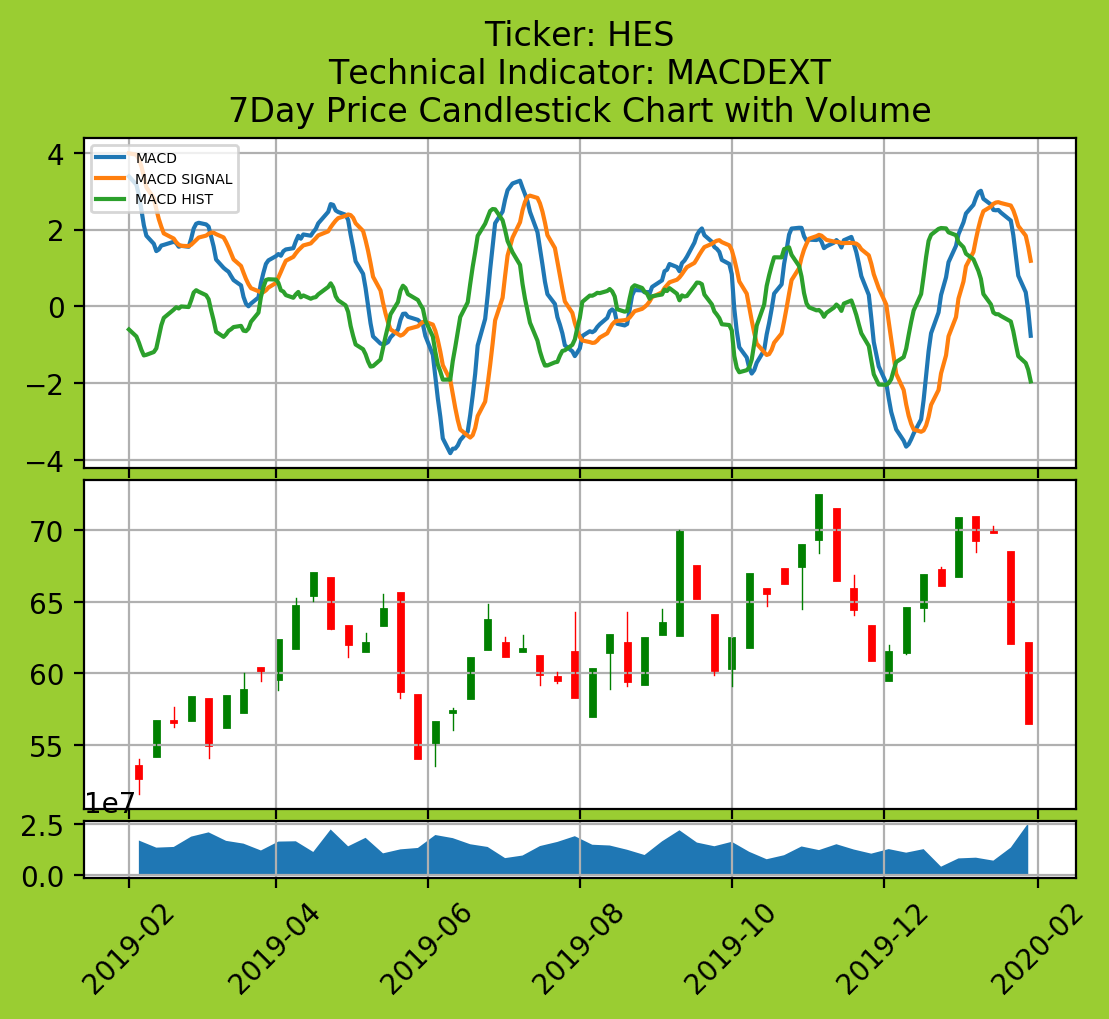 Ticker: HES
Technical Indicator: MACDEXT
7Day Price Candlestick Chart with Volume
MACD
MACD SIGNAL
MACD HIST
4
2
0
−2
−4
70
65
60
55
1e7
2.5
0.0
2019-02
2019-04
2019-06
2019-08
2019-10
2019-12
2020-02